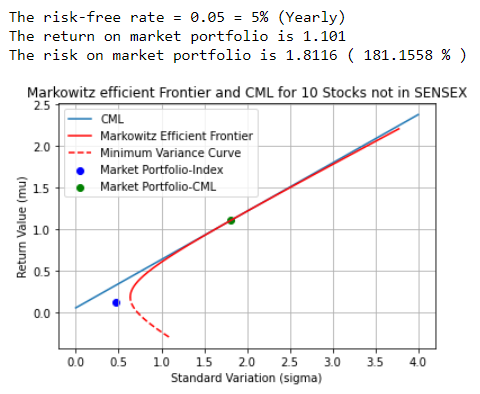 The risk-free rate = 0.05 = 5% (Yearly)
The return on market portfolio is 1.101
The risk on market portfolio is 1.8116 ( 181.1558 % )
Markowitz efficient Frontier and CML for 10 Stocks not in SENSEX
CML
Markowitz Efficient Frontier
Minimum Variance Curve
Market Portfolio-Index
Market Portfolio-CML
Return Value (mu)
2.5
2.0
1.5
1.0
0.5
0.0
0.0 0.5 1.0 1.5 2.0 2.5 3.0 3.5 4.0
Standard Variation (sigma)